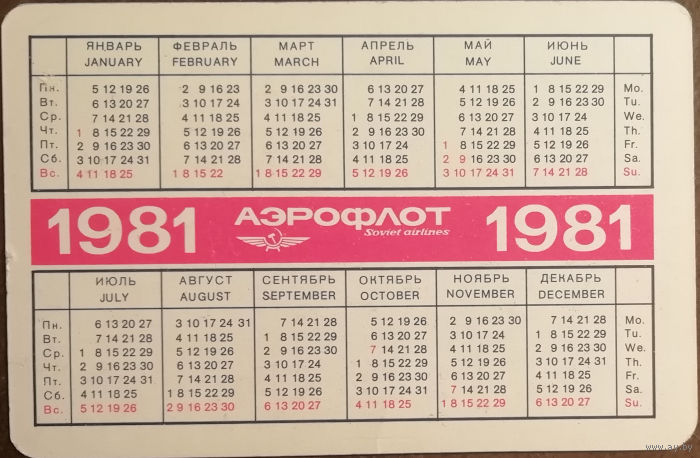 ЯНВАРЬ ФЕВРАЛЬ МАРТ АПРЕЛЬ МАЙ ИЮНЬ
JANUARY FEBRUARY MARCH APRIL MAY JUNE
Пн. 5 12 19 26 2 9 16 23 2 9 16 23 30 6 13 20 27 4 11 18 25 1 8 15 22 29 Mo.
Вт. 6 13 20 27 3 10 17 24 3 10 17 24 31 7 14 21 28 5 12 19 26 2 9 16 23 30 Tu.
Ср. 7 14 21 28 4 11 18 25 4 11 18 25 1 8 15 22 29 6 13 20 27 3 10 17 24 We.
Чт. 1 8 15 22 29 5 12 19 26 5 12 19 26 2 9 16 23 30 7 14 21 28 4 11 18 25 Th.
Пт. 2 9 16 23 30 6 13 20 27 6 13 20 27 3 10 17 24 1 8 15 22 29 5 12 19 26 Fr.
Сб. 3 10 17 24 31 7 14 21 28 7 14 21 28 4 11 18 25 2 9 16 23 30 6 13 20 27 Sa.
Вс. 4 11 18 25 1 8 15 22 1 8 15 22 29 5 12 19 26 3 10 17 24 31 7 14 21 28 Su.
1981 АЭРОФЛОТ 1981
Soviet airlines
ИЮЛЬ АВГУСТ СЕНТЯБРЬ ОКТЯБРЬ НОЯБРЬ ДЕКАБРЬ
JULY AUGUST SEPTEMBER OCTOBER NOVEMBER DECEMBER
Пн. 6 13 20 27 3 10 17 24 31 7 14 21 28 5 12 19 26 2 9 16 23 30 7 14 21 28 Mo.
Вт. 7 14 21 28 4 11 18 25 1 8 15 22 29 6 13 20 27 3 10 17 24 1 8 15 22 29 Tu.
Ср. 1 8 15 22 29 5 12 19 26 2 9 16 23 30 7 14 21 28 4 11 18 25 2 9 16 23 30 We.
Чт. 2 9 16 23 30 6 13 20 27 3 10 17 24 1 8 15 22 29 5 12 19 26 3 10 17 24 31 Th.
Пт. 3 10 17 24 31 7 14 21 28 4 11 18 25 2 9 16 23 30 6 13 20 27 4 11 18 25 Fr.
Сб. 4 11 18 25 1 8 15 22 29 5 12 19 26 3 10 17 24 31 7 14 21 28 5 12 19 26 Sa.
Вс. 5 12 19 26 2 9 16 23 30 6 13 20 27 4 11 18 25 1 8 15 22 29 6 13 20 27 Su.
www.ay.by